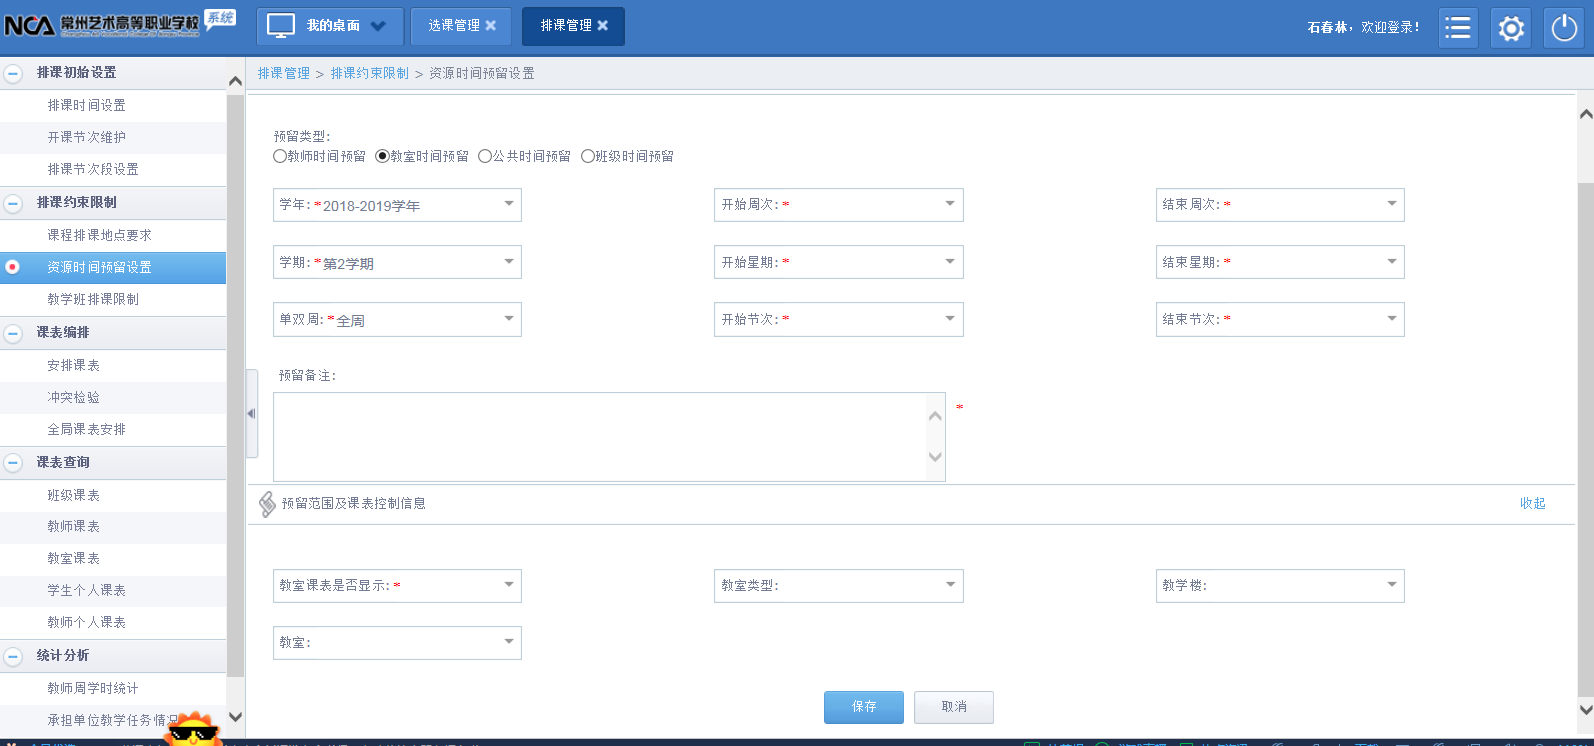 NCA 常州艺术高等职业学校 系统
我的桌面 选课管理 排课管理
石春林，欢迎登录！
排课管理 > 排课约束限制 > 资源时间预留设置
排课初始设置
排课时间设置
开课节次维护
排课节次段设置
排课约束限制
课程排课地点要求
资源时间预留设置
教学班排课限制
课表编排
安排课表
冲突检验
全局课表安排
课表查询
班级课表
教师课表
教室课表
学生个人课表
教师个人课表
统计分析
教师周学时统计
承担单位教学任务情况
预留类型:
教师时间预留 教室时间预留 公共时间预留 班级时间预留
学年: *2018-2019学年 开始周次: * 结束周次: *
学期: *第2学期 开始星期: * 结束星期: *
单双周: *全周 开始节次: * 结束节次: *
预留备注:
*
预留范围及课表控制信息 收起
教室课表是否显示: * 教室类型: 教学楼:
教室:
保存 取消